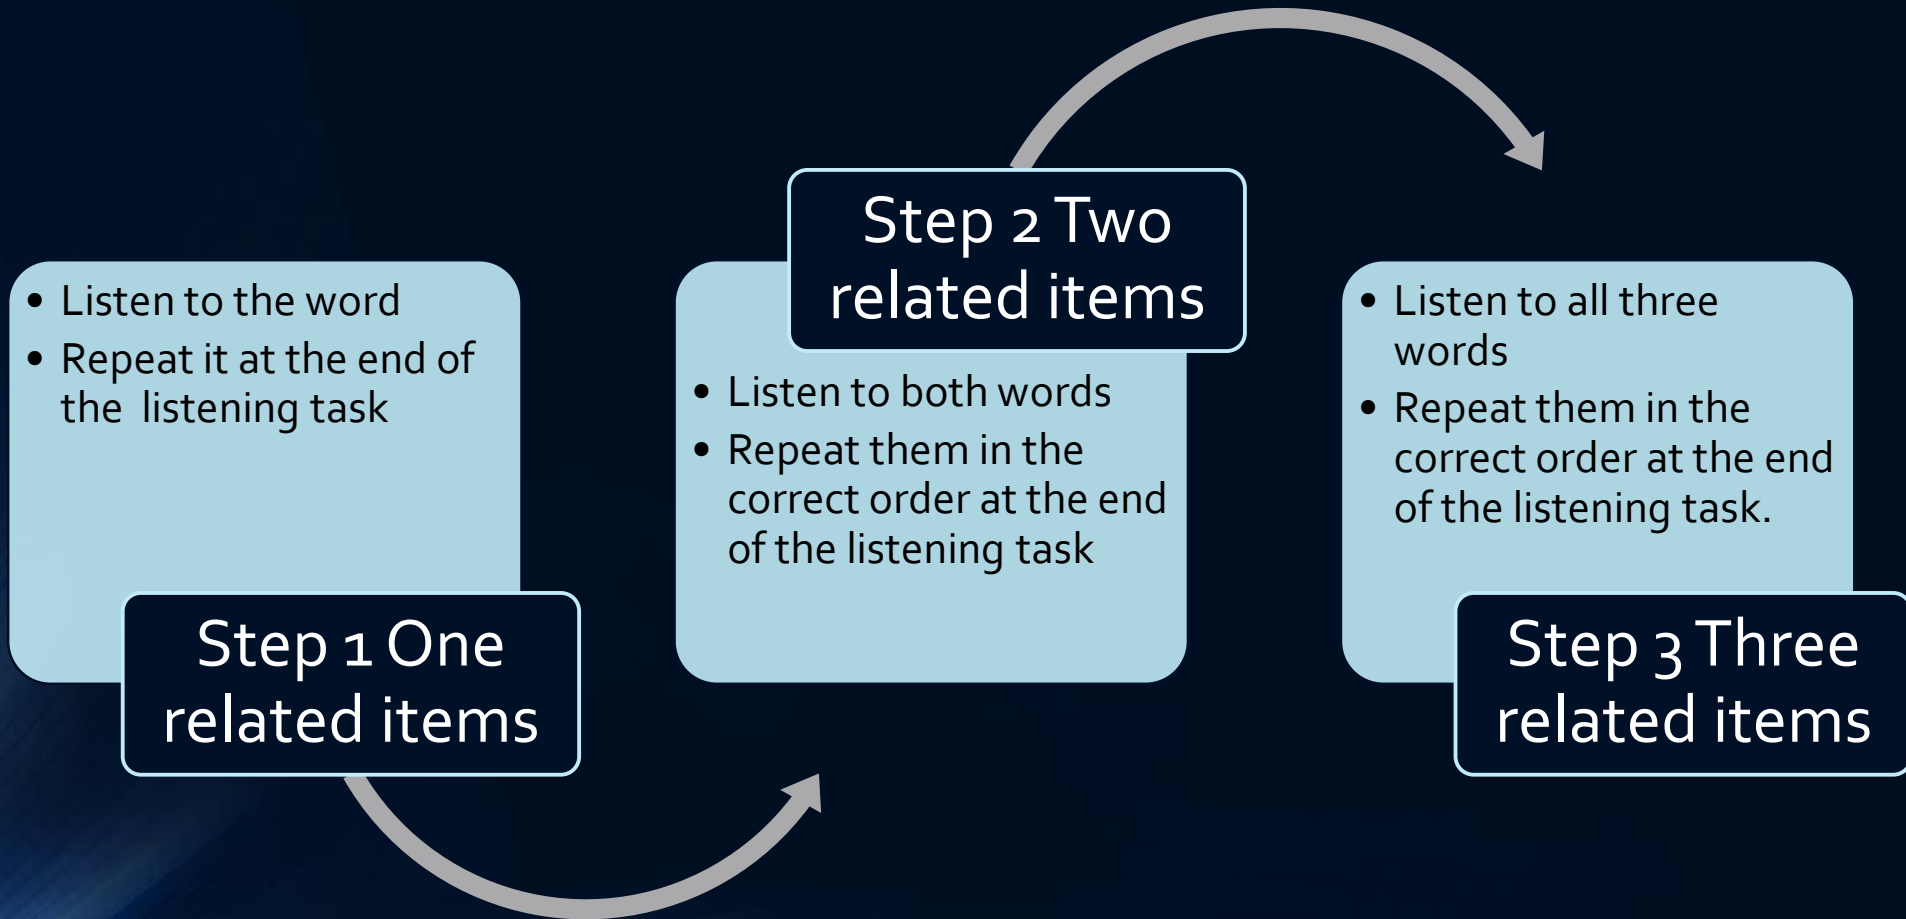 • Listen to the word
• Repeat it at the end of
the listening task
Step 1 One
related items
Step 2 Two
related items
• Listen to both words
• Repeat them in the
correct order at the end
of the listening task
• Listen to all three
words
• Repeat them in the
correct order at the end
of the listening task.
Step 3 Three
related items